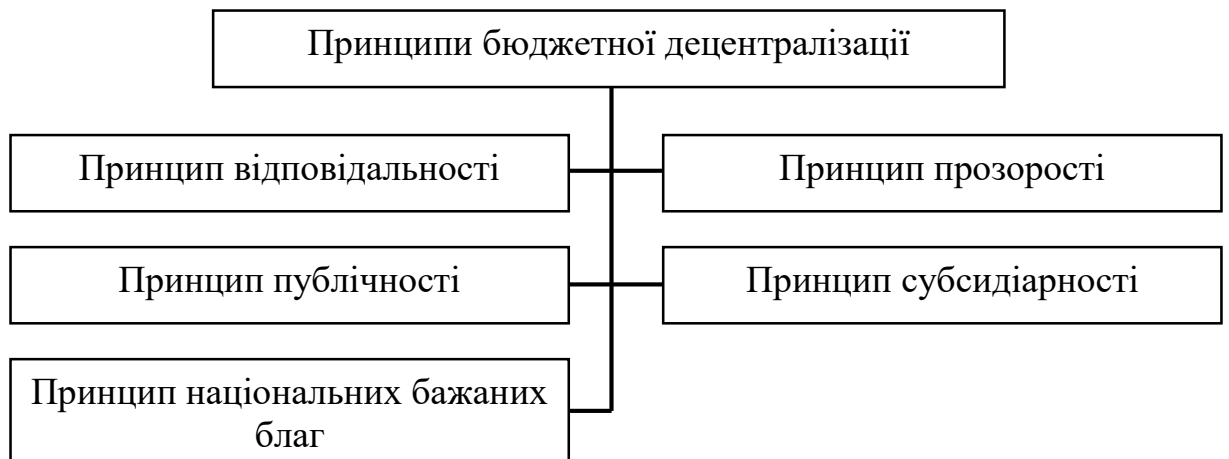 Принципи бюджетної децентралізації
Принцип відповідальності
Принцип прозорості
Принцип публічності
Принцип субсидіарності
Принцип національних бажаних
благ